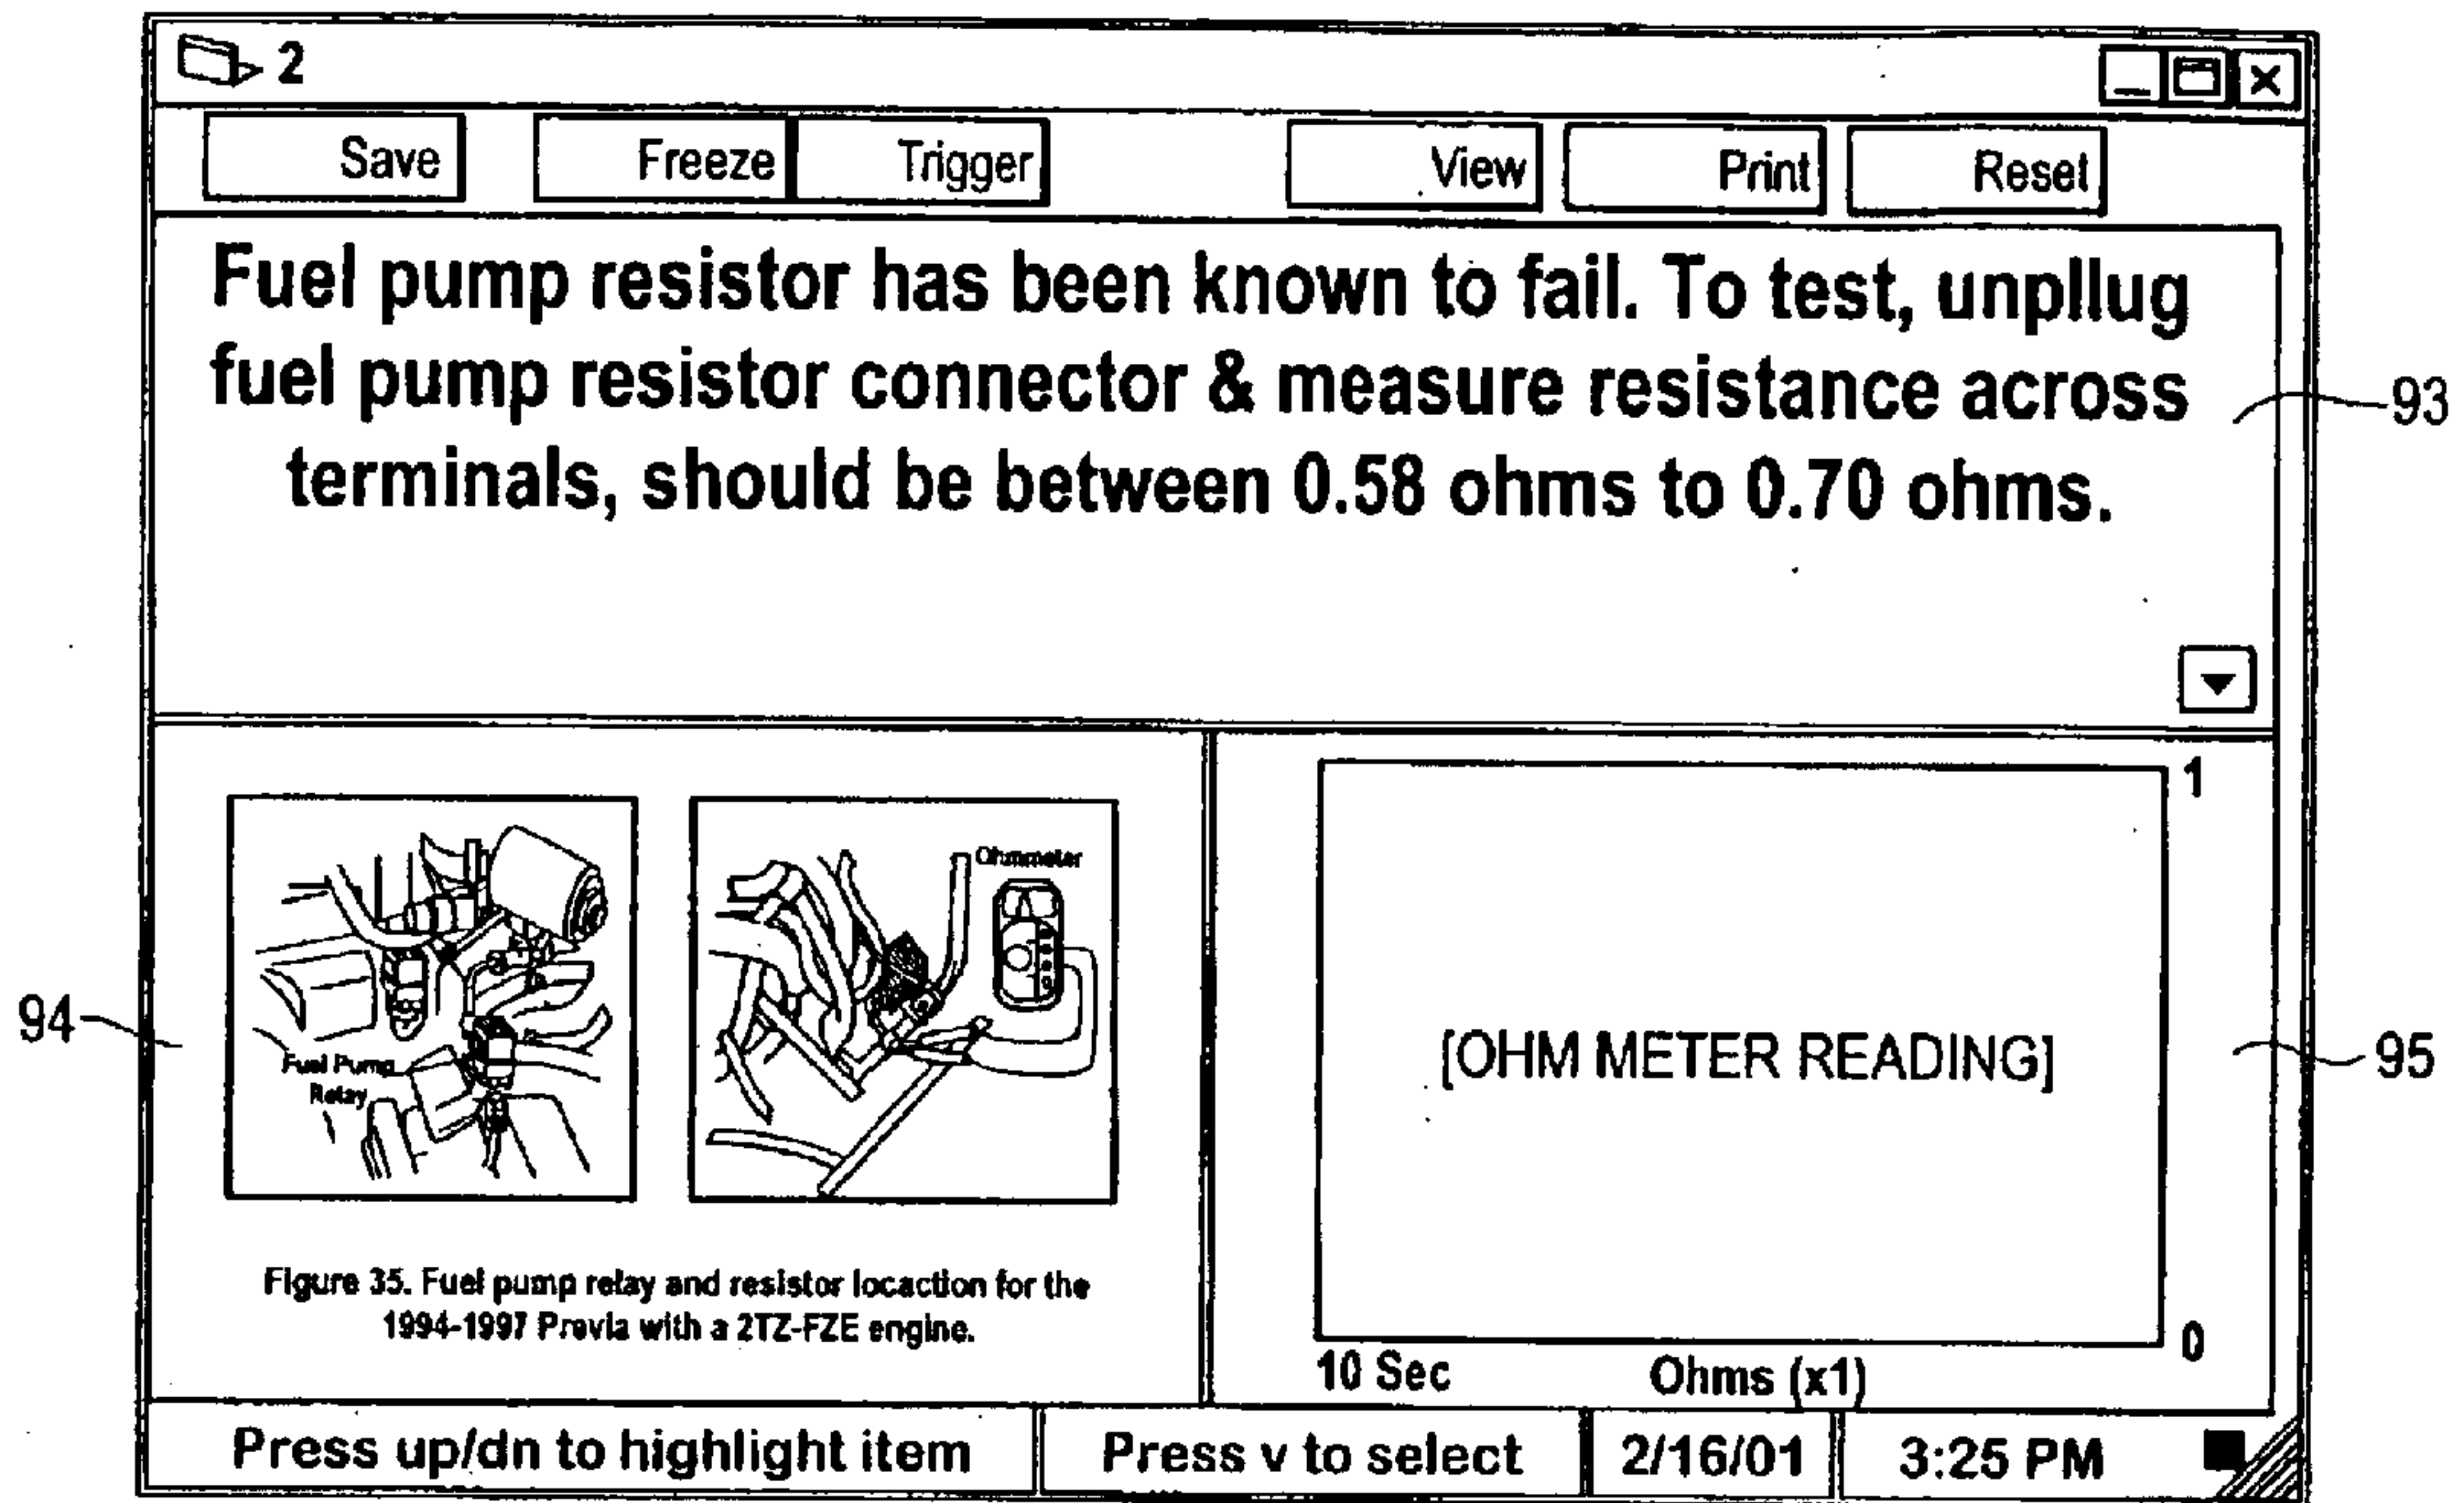 2
Save Freeze Trigger View Print Reset
Fuel pump resistor has been known to fail. To test, unpllug
fuel pump resistor connector & measure resistance across
terminals, should be between 0.58 ohms to 0.70 ohms.
93
1
Ohmmeter
94
Fuel Pump
Relay
[OHM METER READING]
95
Figure 35. Fuel pump relay and resistor locaction for the
1994-1997 Previa with a 2TZ-FZE engine.
0
10 Sec Ohms (x1)
Press up/dn to highlight item Press v to select 2/16/01 3:25 PM